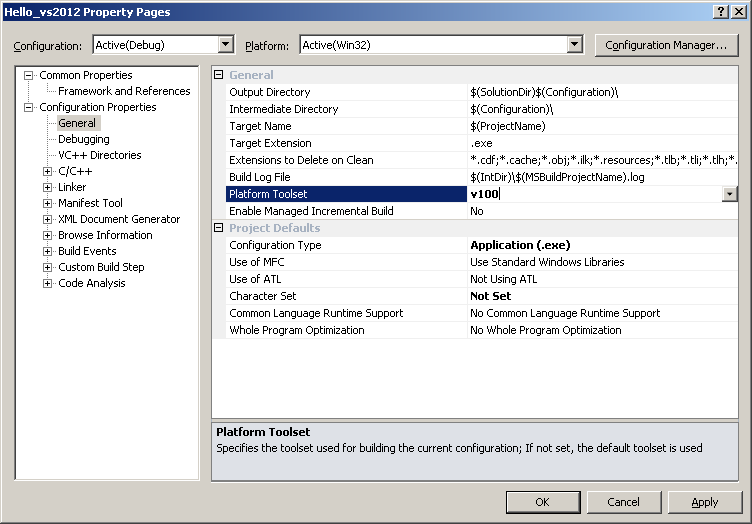 Hello_vs2012 Property Pages
Configuration: Active(Debug) Platform: Active(Win32) Configuration Manager...
Common Properties
Framework and References
Configuration Properties
General
Debugging
VC++ Directories
C/C++
Linker
Manifest Tool
XML Document Generator
Browse Information
Build Events
Custom Build Step
Code Analysis
General
Output Directory $(SolutionDir)$(Configuration)\
Intermediate Directory $(Configuration)\
Target Name $(ProjectName)
Target Extension .exe
Extensions to Delete on Clean *.cdf;*.cache;*.obj;*.ilk;*.resources;*.tlb;*.tli;*.tlh;*.
Build Log File $(IntDir)\$(MSBuildProjectName).log
Platform Toolset v100
Enable Managed Incremental Build No
Project Defaults
Configuration Type Application (.exe)
Use of MFC Use Standard Windows Libraries
Use of ATL Not Using ATL
Character Set Not Set
Common Language Runtime Support No Common Language Runtime Support
Whole Program Optimization No Whole Program Optimization
Platform Toolset
Specifies the toolset used for building the current configuration; If not set, the default toolset is used
OK Cancel Apply